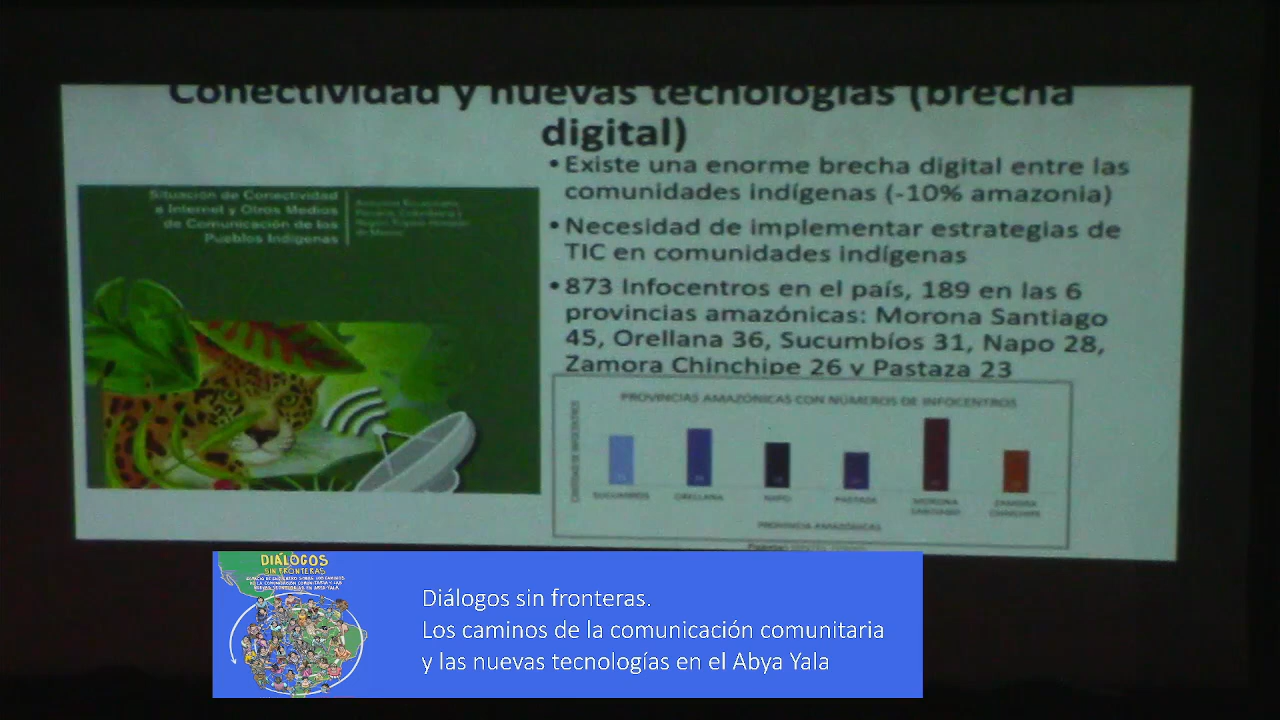 Conectividad y nuevas tecnologías (brecha
digital)
Situación de Conectividad
a Internet y Otros Medios
de Comunicación de los
Pueblos Indígenas
•Existe una enorme brecha digital entre las
comunidades indígenas (-10% amazonia)
•Necesidad de implementar estrategias de
TIC en comunidades indígenas
•873 Infocentros en el país, 189 en las 6
provincias amazónicas: Morona Santiago
45, Orellana 36, Sucumbíos 31, Napo 28,
Zamora Chinchipe 26 y Pastaza 23
PROVINCIAS AMAZÓNICAS CON NÚMEROS DE INFOCENTROS
SUCUMBÍOS ORELLANA NAPO PASTAZA MORONA SANTIAGO ZAMORA CHINCHIPE
PROVINCIA AMAZÓNICAS
DIÁLOGOS
SIN FRONTERAS
Diálogos sin fronteras.
Los caminos de la comunicación comunitaria
y las nuevas tecnologías en el Abya Yala